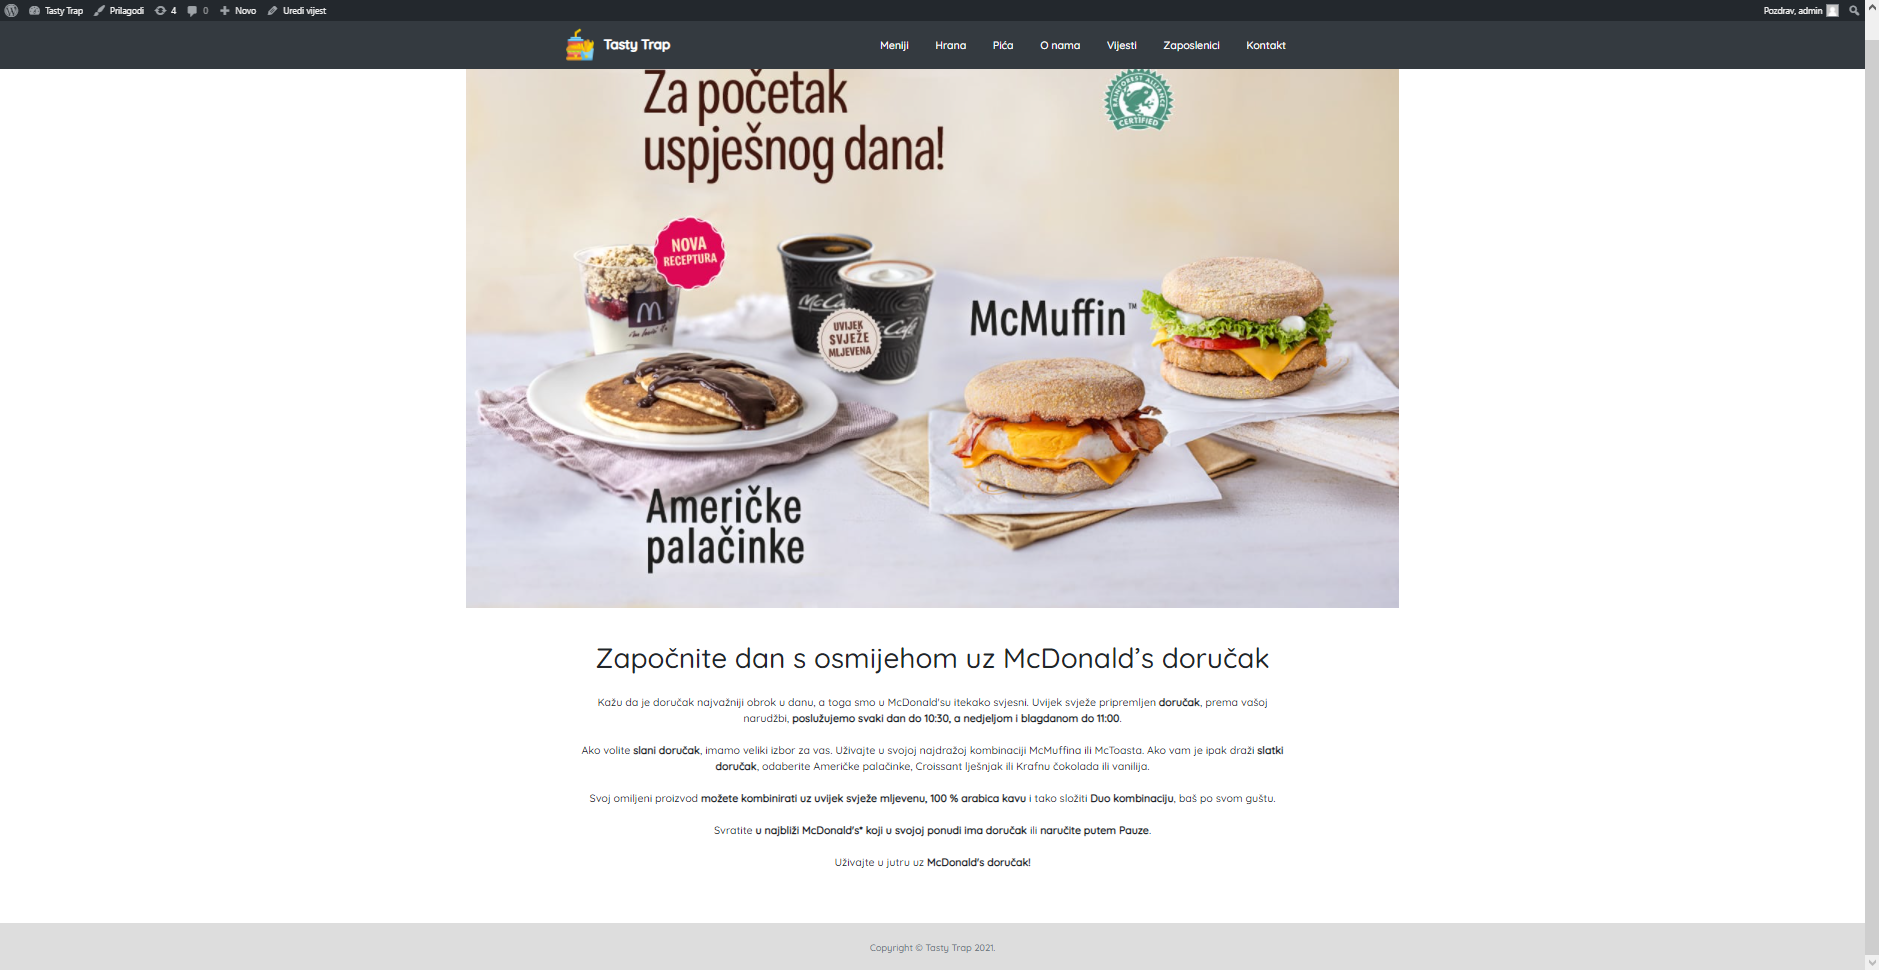 Tasty Trap Prilagodi 4 0 Novo Uredi vijest Pozdrav, admin
Tasty Trap Meniji Hrana Pića O nama Vijesti Zaposlenici Kontakt
Za početak
uspješnog dana!
RAINFOREST ALLIANCE
CERTIFIED
NOVA
RECEPTURA
McCafé
UVIJEK
SVJEŽE
MLJEVENA
McMuffin™
Američke
palačinke
Započnite dan s osmijehom uz McDonald’s doručak
Kažu da je doručak najvažniji obrok u danu, a toga smo u McDonald'su itekako svjesni. Uvijek svježe pripremljen doručak, prema vašoj
narudžbi, poslužujemo svaki dan do 10:30, a nedjeljom i blagdanom do 11:00.
Ako volite slani doručak, imamo veliki izbor za vas. Uživajte u svojoj najdražoj kombinaciji McMuffina ili McToasta. Ako vam je ipak draži slatki
doručak, odaberite Američke palačinke, Croissant lješnjak ili Krafnu čokolada ili vanilija.
Svoj omiljeni proizvod možete kombinirati uz uvijek svježe mljevenu, 100 % arabica kavu i tako složiti Duo kombinaciju, baš po svom guštu.
Svratite u najbliži McDonald's* koji u svojoj ponudi ima doručak ili naručite putem Pauze.
Uživajte u jutru uz McDonald's doručak!
Copyright © Tasty Trap 2021.